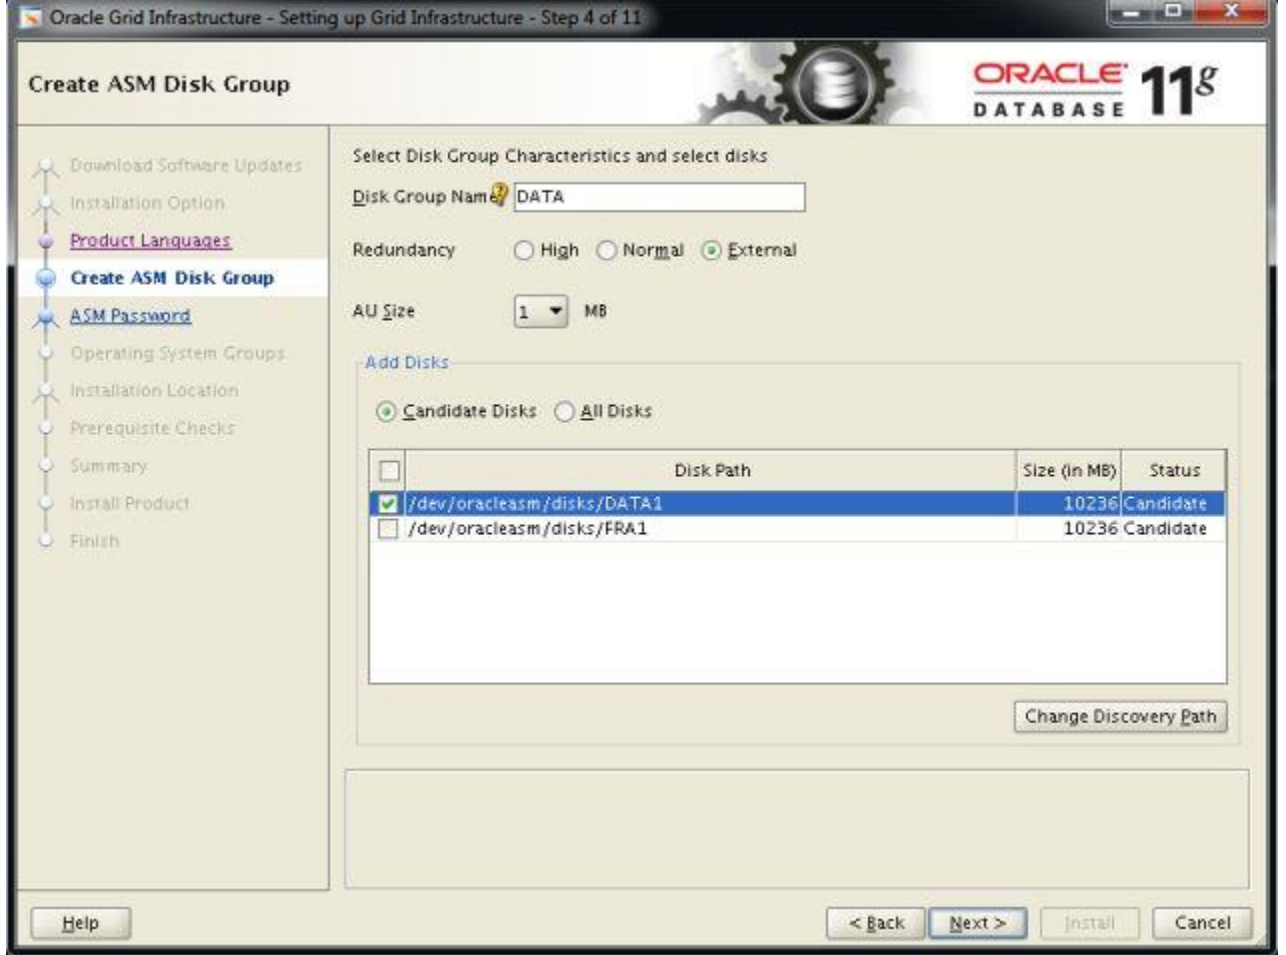 Oracle Grid Infrastructure - Setting up Grid Infrastructure - Step 4 of 11
Create ASM Disk Group
ORACLE DATABASE 11g
Download Software Updates
Installation Option
Product Languages
Create ASM Disk Group
ASM Password
Operating System Groups
Installation Location
Prerequisite Checks
Summary
Install Product
Finish
Select Disk Group Characteristics and select disks
Disk Group Name DATA
Redundancy High Normal External
AU Size 1 MB
Add Disks
Candidate Disks All Disks
Disk Path Size (in MB) Status
/dev/oracleasm/disks/DATA1 10236 Candidate
/dev/oracleasm/disks/FRA1 10236 Candidate
Change Discovery Path
Help < Back Next > Install Cancel